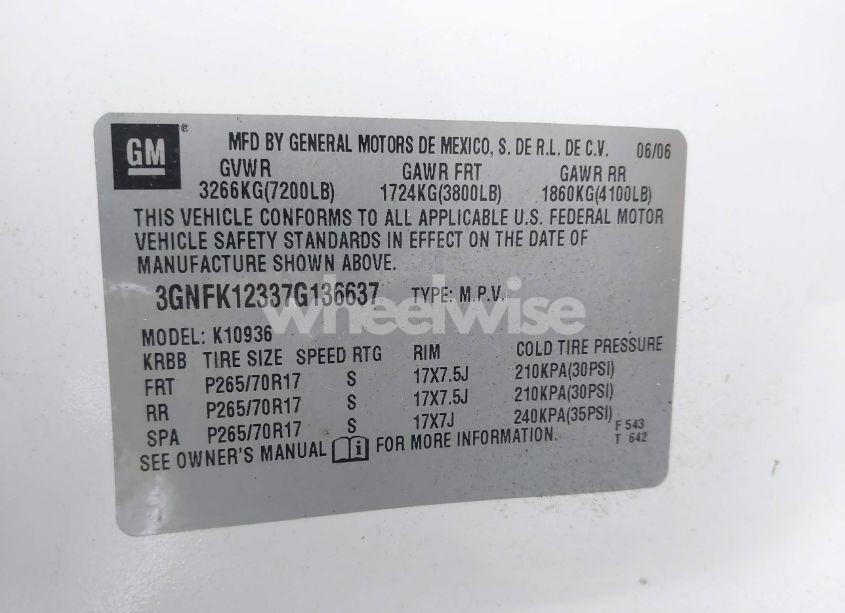 GM ®
MFD BY GENERAL MOTORS DE MEXICO, S. DE R.L. DE C.V. 06/06
GVWR GAWR FRT GAWR RR
3266KG(7200LB) 1724KG(3800LB) 1860KG(4100LB)
THIS VEHICLE CONFORMS TO ALL APPLICABLE U.S. FEDERAL MOTOR
VEHICLE SAFETY STANDARDS IN EFFECT ON THE DATE OF
MANUFACTURE SHOWN ABOVE.
3GNFK12337G136637 TYPE: M.P.V.
wheelwise
MODEL: K10936
KRBB TIRE SIZE SPEED RTG RIM COLD TIRE PRESSURE
FRT P265/70R17 S 17X7.5J 210KPA(30PSI)
RR P265/70R17 S 17X7.5J 210KPA(30PSI)
SPA P265/70R17 S 17X7J 240KPA(35PSI)
SEE OWNER'S MANUAL i FOR MORE INFORMATION.
F 543
T 642